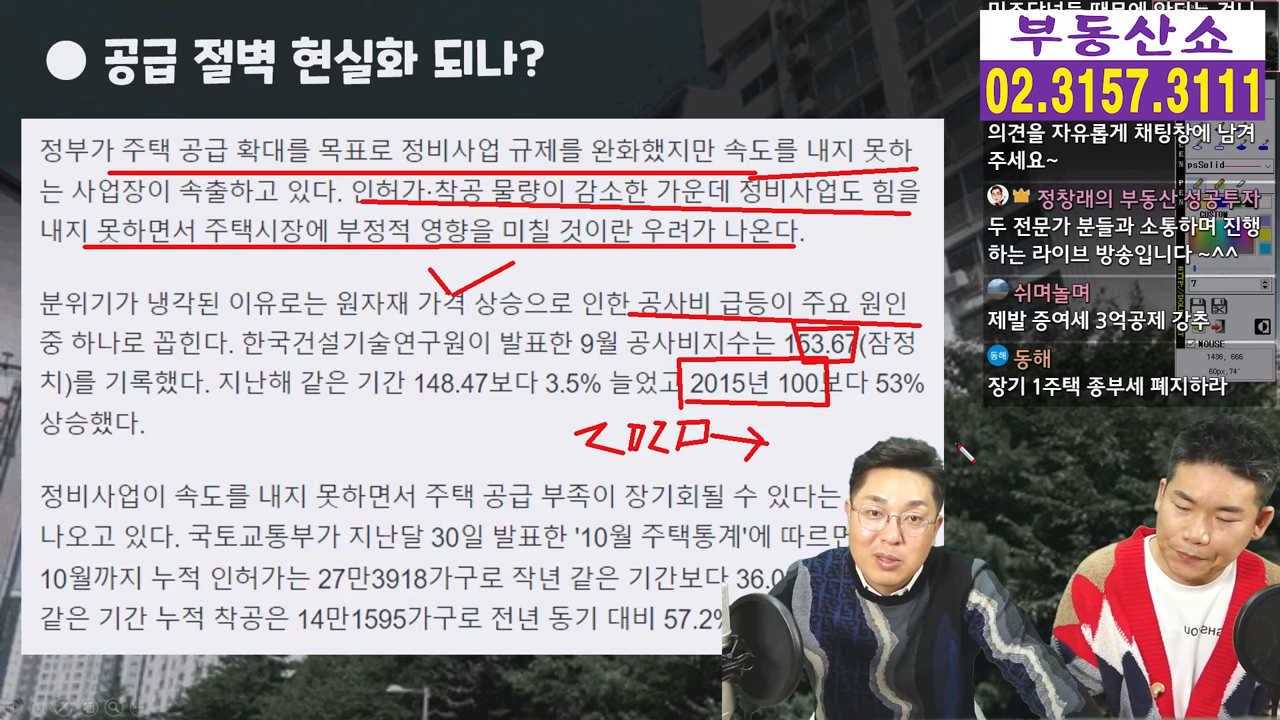 ● 공급 절벽 현실화 되나?
정부가 주택 공급 확대를 목표로 정비사업 규제를 완화했지만 속도를 내지 못하
는 사업장이 속출하고 있다. 인허가·착공 물량이 감소한 가운데 정비사업도 힘을
내지 못하면서 주택시장에 부정적 영향을 미칠 것이란 우려가 나온다.
분위기가 냉각된 이유로는 원자재 가격 상승으로 인한 공사비 급등이 주요 원인
중 하나로 꼽힌다. 한국건설기술연구원이 발표한 9월 공사비지수는 153.67(잠정
치)를 기록했다. 지난해 같은 기간 148.47보다 3.5% 늘었고 2015년 100보다 53%
상승했다.
2020→
정비사업이 속도를 내지 못하면서 주택 공급 부족이 장기회될 수 있다는
나오고 있다. 국토교통부가 지난달 30일 발표한 '10월 주택통계'에 따르면
10월까지 누적 인허가는 27만3918가구로 작년 같은 기간보다 36.0
같은 기간 누적 착공은 14만1595가구로 전년 동기 대비 57.2%
부동산쇼
02.3157.3111
의견을 자유롭게 채팅창에 남겨
주세요~
정창래의 부동산 성공투자
두 전문가 분들과 소통하며 진행
하는 라이브 방송입니다 ~^^
쉬며놀며
제발 증여세 3억공제 강추
동해 동해
장기 1주택 종부세 폐지하라
psSolid
CUSTOM
7
MOUSE
1436, 666
60px,74'